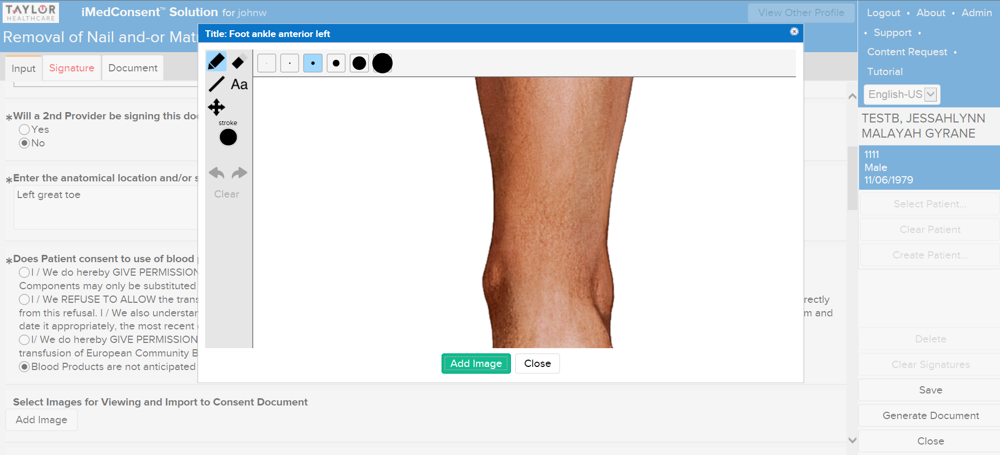 TAYLOR
HEALTHCARE
iMedConsent™ Solution for johnw
View Other Profile
Removal of Nail and-or Mat
Input
Signature
Document
Will a 2nd Provider be signing this do
Yes
No
*Enter the anatomical location and/or s
Left great toe
*Does Patient consent to use of blood
I / We do hereby GIVE PERMISSION
Components may only be substituted
I / We REFUSE TO ALLOW the trans
rectly
from this refusal. I / We also understan
m and
date it appropriately, the most recent
I/ We do hereby GIVE PERMISSION
transfusion of European Community B
Blood Products are not anticipated
Select Images for Viewing and Import to Consent Document
Add Image
Title: Foot ankle anterior left
Aa
stroke
Clear
Add Image
Close
Logout • About • Admin
• Support •
Content Request •
Tutorial
English-US
TESTB, JESSAHLYNN
MALAYAH GYRANE
1111
Male
11/06/1979
Select Patient...
Clear Patient
Create Patient...
Delete
Clear Signatures
Save
Generate Document
Close